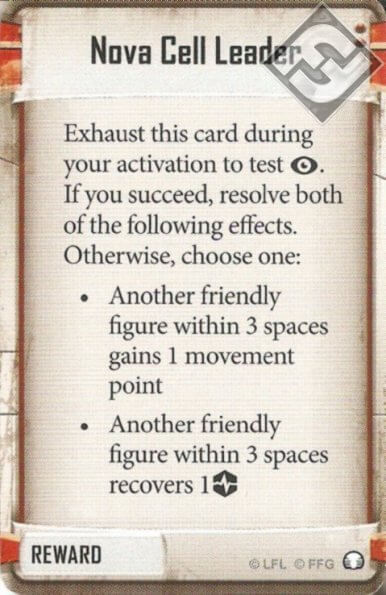 Nova Cell Leader
Exhaust this card during
your activation to test.
If you succeed, resolve both
of the following effects.
Otherwise, choose one:
• Another friendly
figure within 3 spaces
gains 1 movement
point
• Another friendly
figure within 3 spaces
recovers 1
REWARD
© LFL © FFG